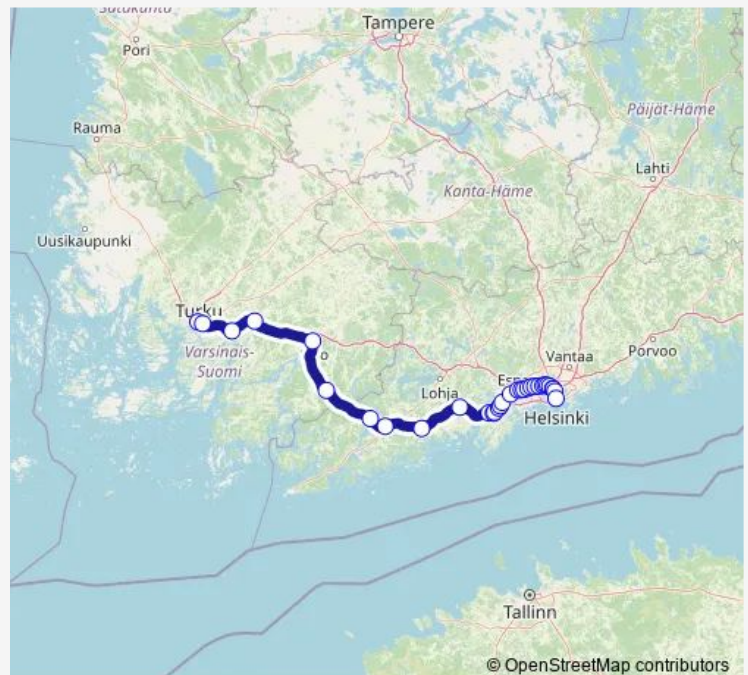 Satakunta
Tampere
Pori
Päijät-Häme
Rauma
Lahti
Kanta-Häme
Uusikaupunki
Turku
Varsinais-
Suomi
Vantaa
Porvoo
Lohja
Helsinki
Tallinn
© OpenStreetMap contributors